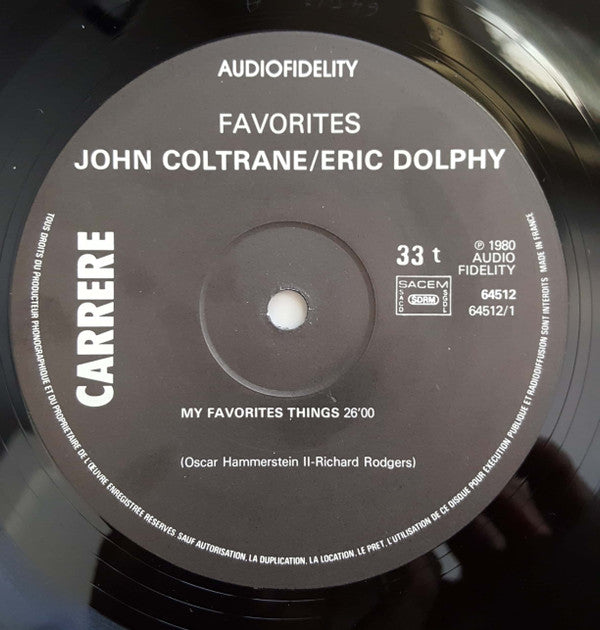 AUDIOFIDELITY
FAVORITES
JOHN COLTRANE/ERIC DOLPHY
CARRERE
33 t
℗ 1980
AUDIO
FIDELITY
SACEM
SACD
SDRM
SGDL
64512
64512/1
MY FAVORITES THINGS 26'00
(Oscar Hammerstein II-Richard Rodgers)
TOUS DROITS DU PRODUCTEUR PHONOGRAPHIQUE ET DU PROPRIETAIRE DE L'ŒUVRE ENREGISTREE RESERVES. SAUF AUTORISATION, LA DUPLICATION, LA LOCATION, LE PRET, L'UTILISATION DE CE DISQUE POUR EXECUTION PUBLIQUE ET RADIODIFFUSION SONT INTERDITS MADE IN FRANCE